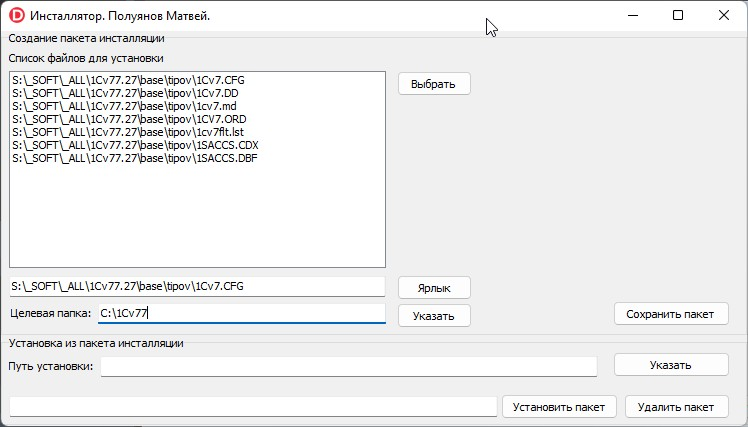 D Инсталлятор. Полуянов Матвей.
Создание пакета инсталляции
Список файлов для установки
S:\_SOFT\_ALL\1Cv77.27\base\tipov\1Cv7.CFG
S:\_SOFT\_ALL\1Cv77.27\base\tipov\1Cv7.DD
S:\_SOFT\_ALL\1Cv77.27\base\tipov\1cv7.md
S:\_SOFT\_ALL\1Cv77.27\base\tipov\1CV7.ORD
S:\_SOFT\_ALL\1Cv77.27\base\tipov\1cv7flt.lst
S:\_SOFT\_ALL\1Cv77.27\base\tipov\1SACCS.CDX
S:\_SOFT\_ALL\1Cv77.27\base\tipov\1SACCS.DBF
Выбрать
S:\_SOFT\_ALL\1Cv77.27\base\tipov\1Cv7.CFG
Ярлык
Целевая папка: C:\1Cv77
Указать
Сохранить пакет
Установка из пакета инсталляции
Путь установки:
Указать
Установить пакет
Удалить пакет